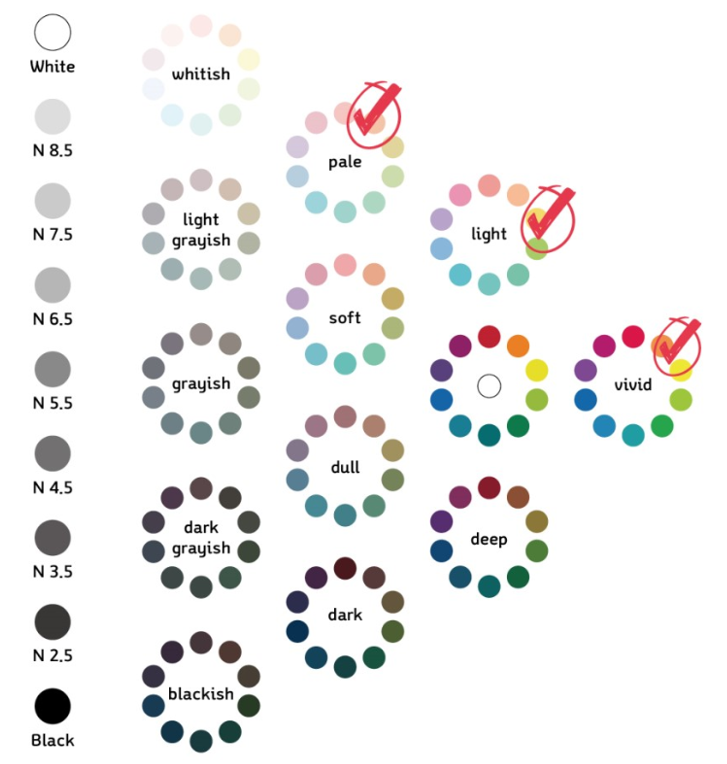 White
N 8.5
N 7.5
N 6.5
N 5.5
N 4.5
N 3.5
N 2.5
Black
whitish
light
grayish
grayish
dark
grayish
blackish
pale
soft
dull
dark
light
deep
vivid